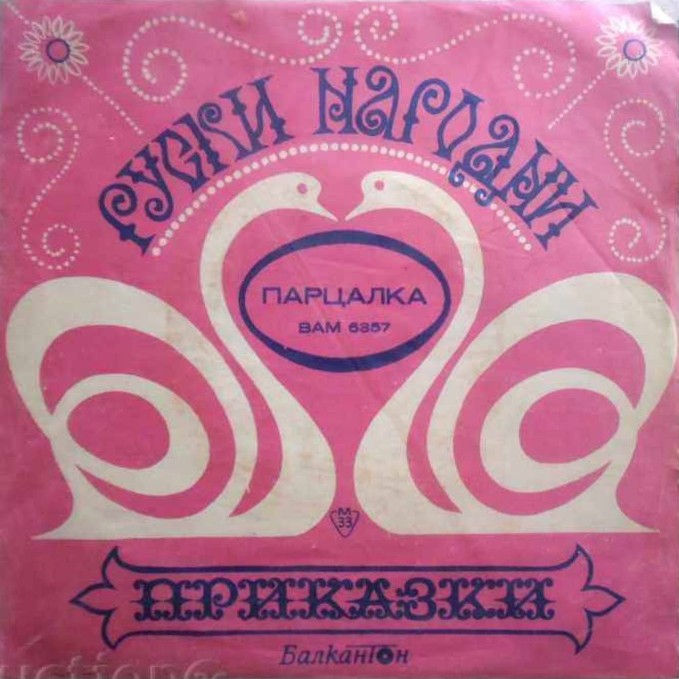 РУСКИ НАРОДНИ
ПАРЦАЛКА
ВАМ 6357
М
33
ПРИКАЗКИ
Балкантон